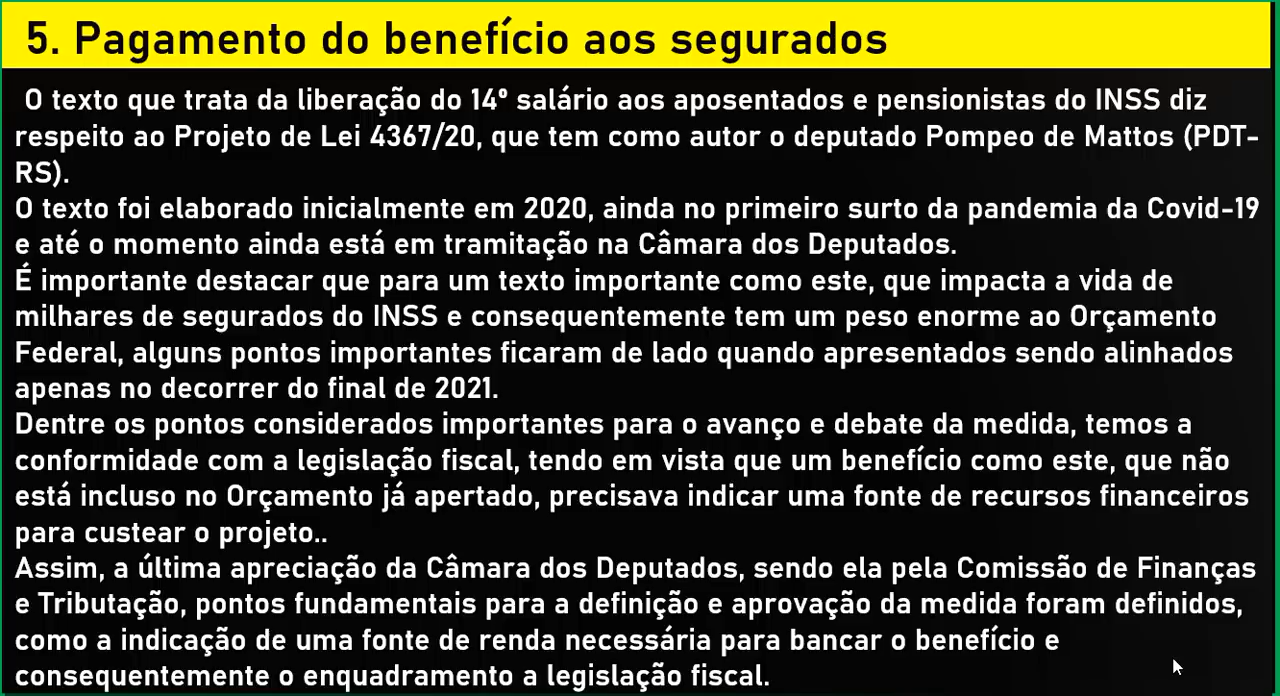 5. Pagamento do benefício aos segurados
O texto que trata da liberação do 14º salário aos aposentados e pensionistas do INSS diz
respeito ao Projeto de Lei 4367/20, que tem como autor o deputado Pompeo de Mattos (PDT-
RS).
O texto foi elaborado inicialmente em 2020, ainda no primeiro surto da pandemia da Covid-19
e até o momento ainda está em tramitação na Câmara dos Deputados.
É importante destacar que para um texto importante como este, que impacta a vida de
milhares de segurados do INSS e consequentemente tem um peso enorme ao Orçamento
Federal, alguns pontos importantes ficaram de lado quando apresentados sendo alinhados
apenas no decorrer do final de 2021.
Dentre os pontos considerados importantes para o avanço e debate da medida, temos a
conformidade com a legislação fiscal, tendo em vista que um benefício como este, que não
está incluso no Orçamento já apertado, precisava indicar uma fonte de recursos financeiros
para custear o projeto..
Assim, a última apreciação da Câmara dos Deputados, sendo ela pela Comissão de Finanças
e Tributação, pontos fundamentais para a definição e aprovação da medida foram definidos,
como a indicação de uma fonte de renda necessária para bancar o benefício e
consequentemente o enquadramento a legislação fiscal.